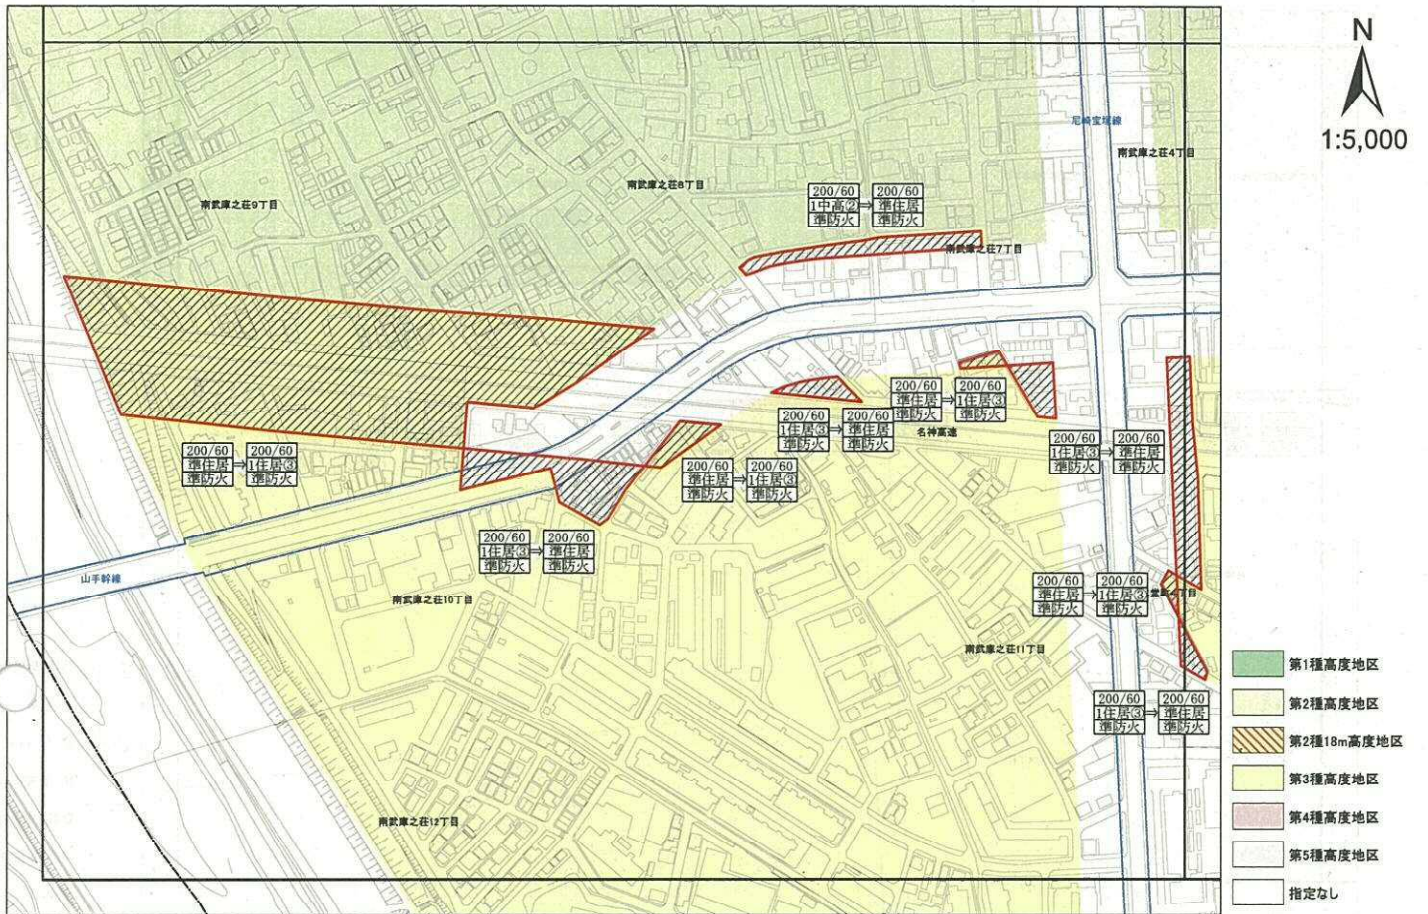 N
1:5,000
尼崎宝塚線
南武庫之荘4丁目
南武庫之荘8丁目
南武庫之荘9丁目
200/60
1中高②
準防火
⇒
200/60
準住居
準防火
南武庫之荘7丁目
200/60
準住居
準防火
⇒
200/60
1住居③
準防火
200/60
1住居③
準防火
⇒
200/60
準住居
準防火
名神高速
200/60
1住居③
準防火
⇒
200/60
準住居
準防火
200/60
準住居
準防火
⇒
200/60
1住居③
準防火
200/60
準住居
準防火
⇒
200/60
1住居③
準防火
200/60
1住居③
準防火
⇒
200/60
準住居
準防火
山手幹線
南武庫之荘10丁目
200/60
準住居
準防火
⇒
200/60
1住居③
準防火
4丁目
南武庫之荘11丁目
200/60
1住居③
準防火
⇒
200/60
準住居
準防火
南武庫之荘12丁目
第1種高度地区
第2種高度地区
第2種18m高度地区
第3種高度地区
第4種高度地区
第5種高度地区
指定なし